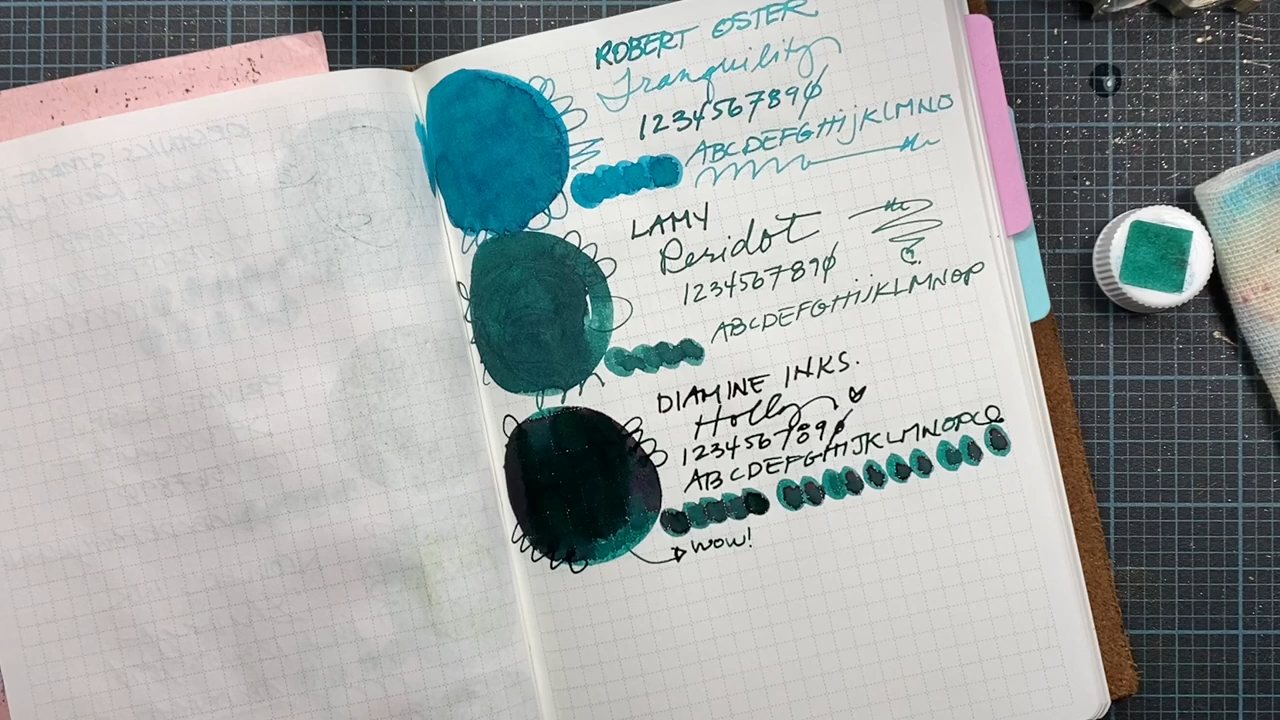 ROBERT OSTER
Tranquility
1234567890
ABCDEFGHIJKLMNO
LAMY
Peridot
1234567890
ABCDEFGHIJKLMNOP
DIAMINE INKS.
Holly
1234567890
ABCDEFGHIJKLMNOPQ
WOW!